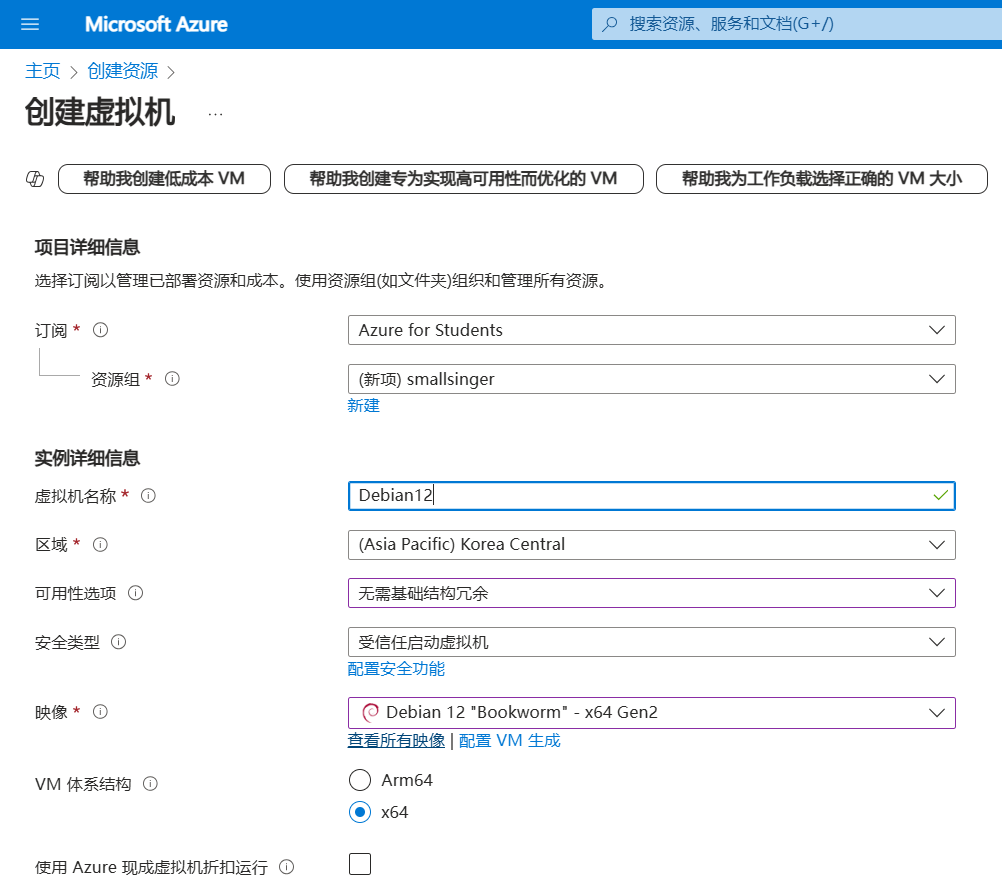 Microsoft Azure
搜索资源、服务和文档(G+/)
主页 > 创建资源 >
创建虚拟机 ...
帮助我创建低成本 VM
帮助我创建专为实现高可用性而优化的 VM
帮助我为工作负载选择正确的 VM 大小
项目详细信息
选择订阅以管理已部署资源和成本。使用资源组(如文件夹)组织和管理所有资源。
订阅 *
Azure for Students
资源组 *
(新项) smallsinger
新建
实例详细信息
虚拟机名称 *
Debian12
区域 *
(Asia Pacific) Korea Central
可用性选项
无需基础结构冗余
安全类型
受信任启动虚拟机
配置安全功能
映像 *
Debian 12 "Bookworm" - x64 Gen2
查看所有映像 | 配置 VM 生成
VM 体系结构
Arm64
x64
使用 Azure 现成虚拟机折扣运行